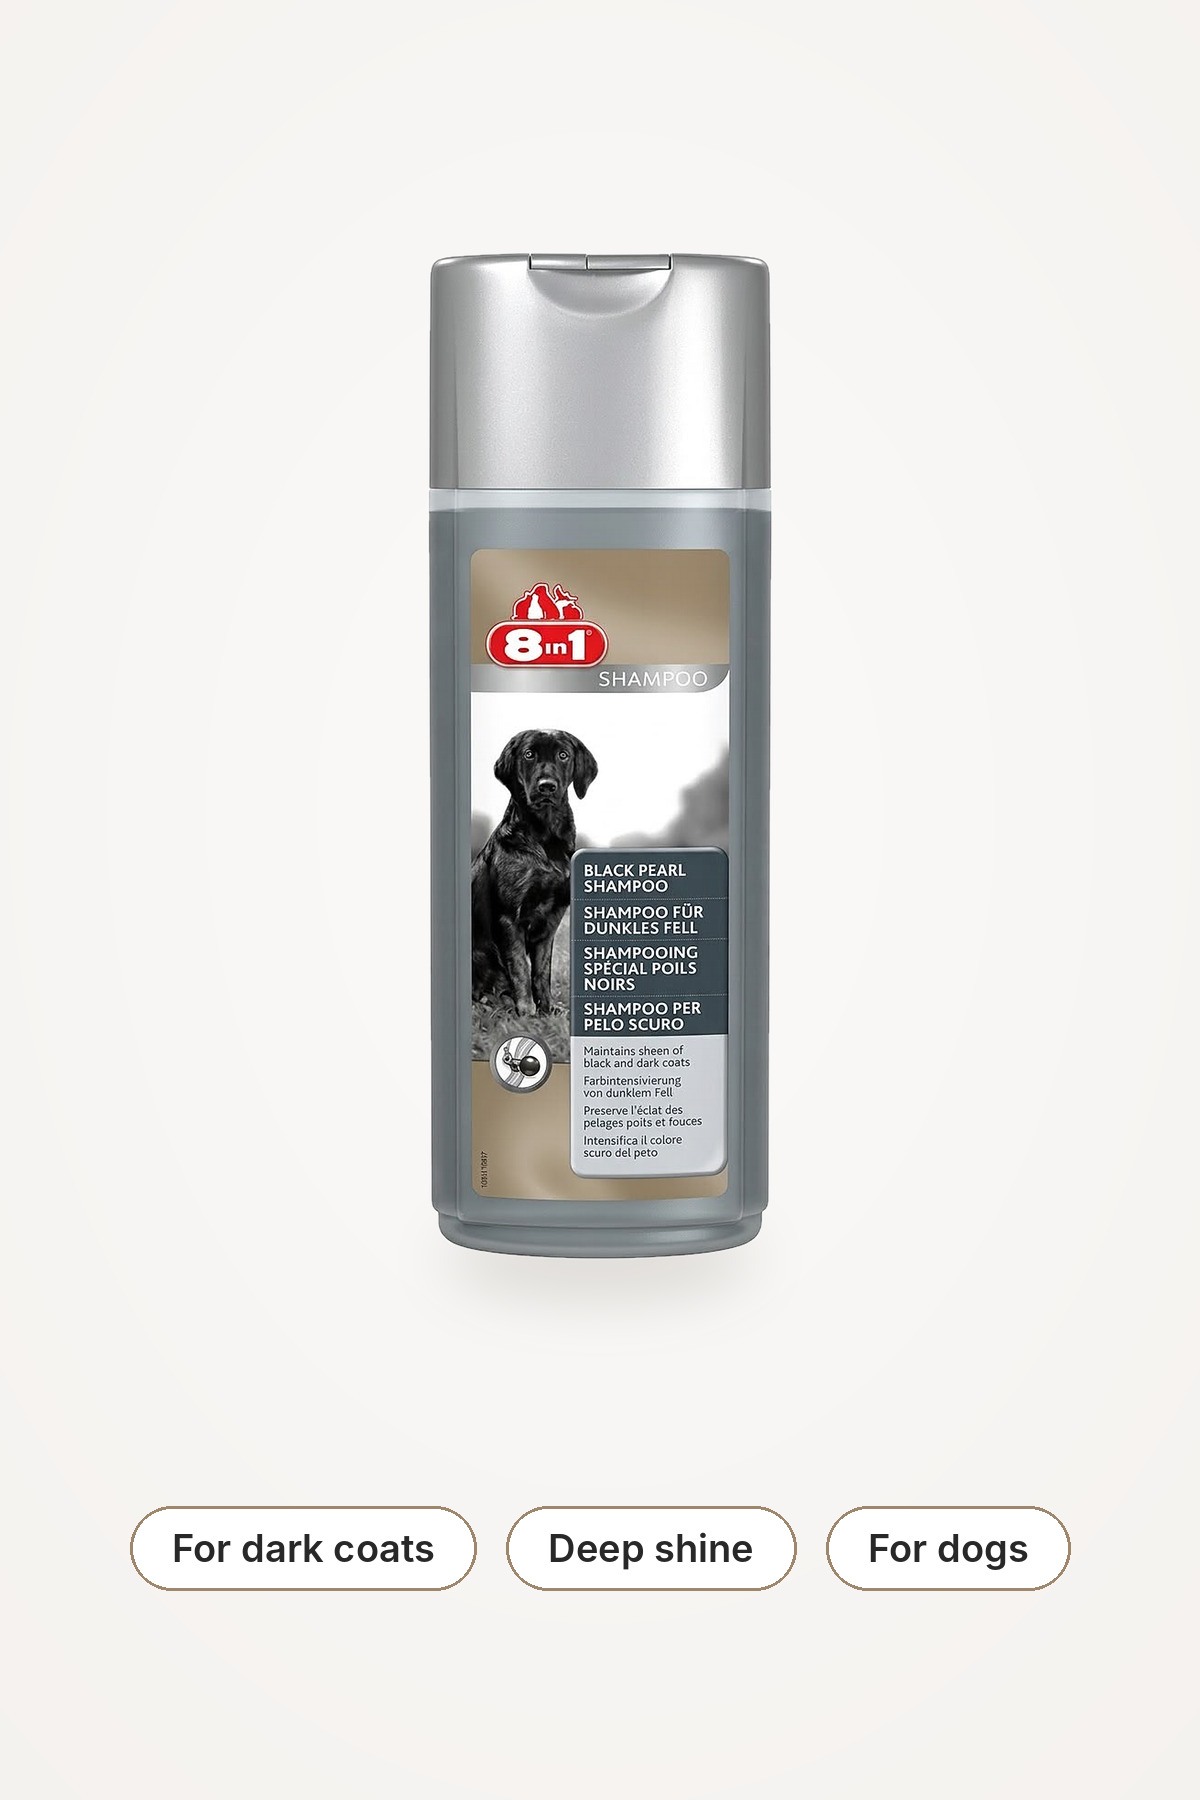 8in1
SHAMPOO
BLACK PEARL
SHAMPOO
SHAMPOO FÜR
DUNKLES FELL
SHAMPOOING
SPÉCIAL POILS
NOIRS
SHAMPOO PER
PELO SCURO
Maintains sheen of
black and dark coats
Farbintensivierung
von dunklem Fell
Preserve l'éclat des
pelages poits et fouces
Intensifica il colore
scuro del peto
For dark coats
Deep shine
For dogs